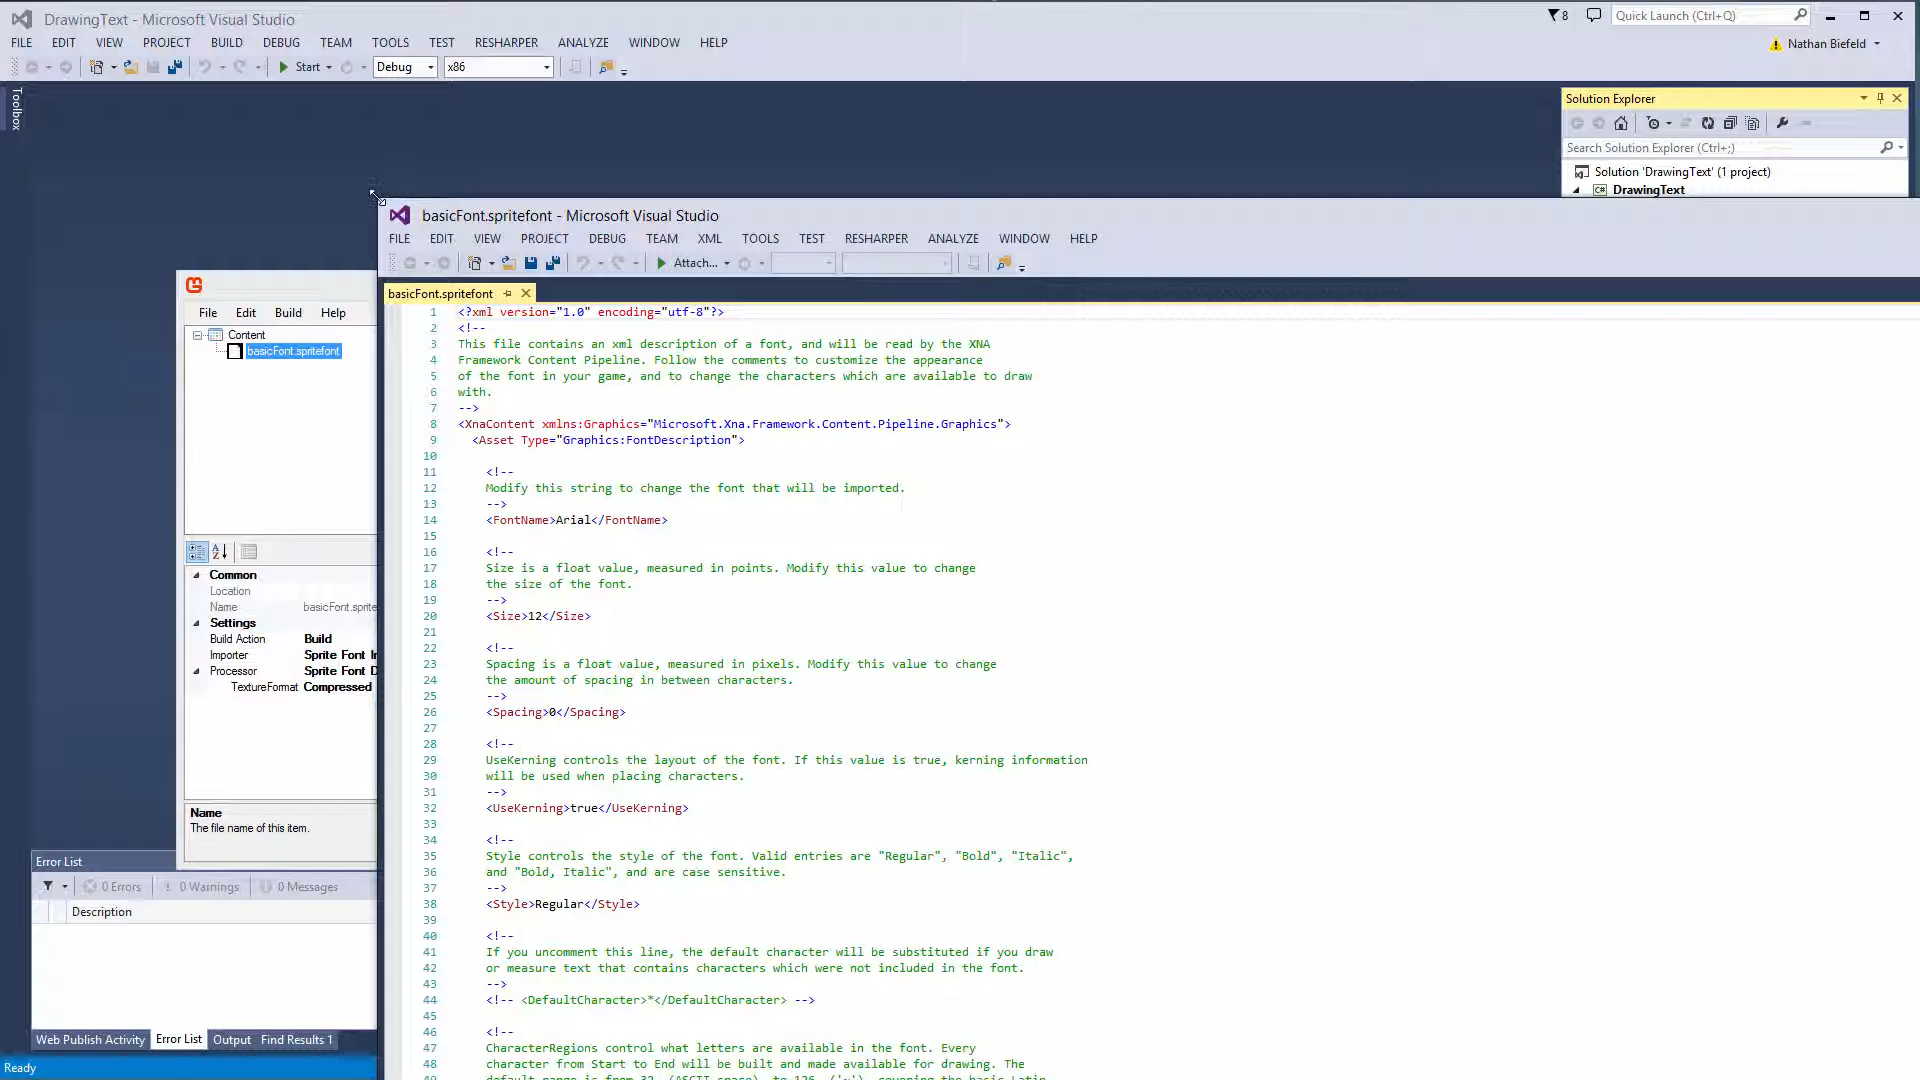 DrawingText - Microsoft Visual Studio
8
Quick Launch (Ctrl+Q)
FILE EDIT VIEW PROJECT BUILD DEBUG TEAM TOOLS TEST RESHARPER ANALYZE WINDOW HELP
Nathan Biefeld
Start Debug x86
Toolbox
Solution Explorer
Search Solution Explorer (Ctrl+;)
Solution 'DrawingText' (1 project)
DrawingText
basicFont.spritefont - Microsoft Visual Studio
FILE EDIT VIEW PROJECT DEBUG TEAM XML TOOLS TEST RESHARPER ANALYZE WINDOW HELP
Attach...
basicFont.spritefont
1 <?xml version="1.0" encoding="utf-8"?>
2 <!--
3 This file contains an xml description of a font, and will be read by the XNA
4 Framework Content Pipeline. Follow the comments to customize the appearance
5 of the font in your game, and to change the characters which are available to draw
6 with.
7 -->
8 <XnaContent xmlns:Graphics="Microsoft.Xna.Framework.Content.Pipeline.Graphics">
9 <Asset Type="Graphics:FontDescription">
10
11 <!--
12 Modify this string to change the font that will be imported.
13 -->
14 <FontName>Arial</FontName>
15
16 <!--
17 Size is a float value, measured in points. Modify this value to change
18 the size of the font.
19 -->
20 <Size>12</Size>
21
22 <!--
23 Spacing is a float value, measured in pixels. Modify this value to change
24 the amount of spacing in between characters.
25 -->
26 <Spacing>0</Spacing>
27
28 <!--
29 UseKerning controls the layout of the font. If this value is true, kerning information
30 will be used when placing characters.
31 -->
32 <UseKerning>true</UseKerning>
33
34 <!--
35 Style controls the style of the font. Valid entries are "Regular", "Bold", "Italic",
36 and "Bold, Italic", and are case sensitive.
37 -->
38 <Style>Regular</Style>
39
40 <!--
41 If you uncomment this line, the default character will be substituted if you draw
42 or measure text that contains characters which were not included in the font.
43 -->
44 <!-- <DefaultCharacter>*</DefaultCharacter> -->
45
46 <!--
47 CharacterRegions control what letters are available in the font. Every
48 character from Start to End will be built and made available for drawing. The
49 default range is from 32, (ASCII space), to 126, ('~'), covering the basic Latin
File Edit Build Help
Content
basicFont.spritefont
Common
Location
Name basicFont.sprite
Settings
Build Action Build
Importer Sprite Font
Processor Sprite Font
TextureFormat Compressed
Name
The file name of this item.
Error List
0 Errors 0 Warnings 0 Messages
Description
Web Publish Activity Error List Output Find Results 1
Ready